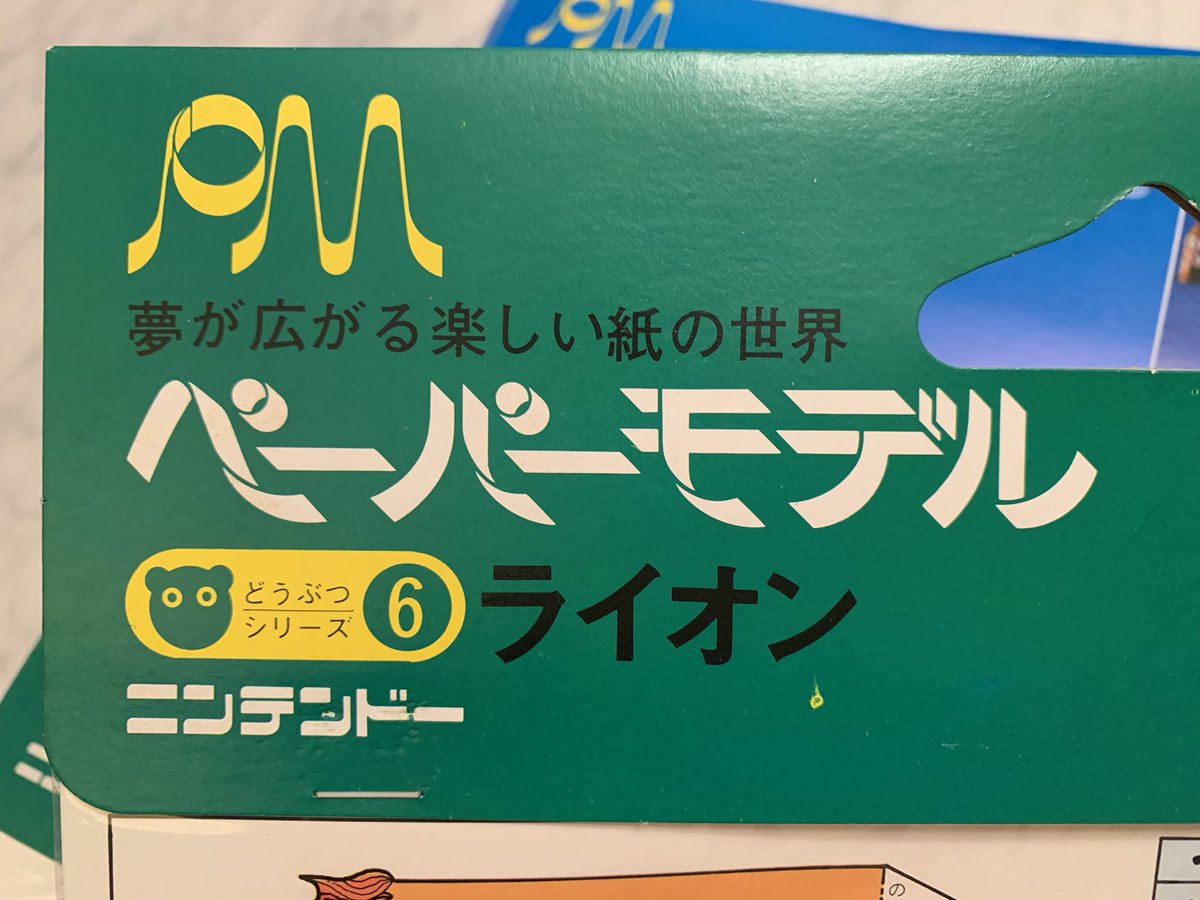 PM
PM
夢が広がる楽しい紙の世界
ペーパーモデル
どうぶつ
シリーズ
6
ライオン
ニンテンドー
の